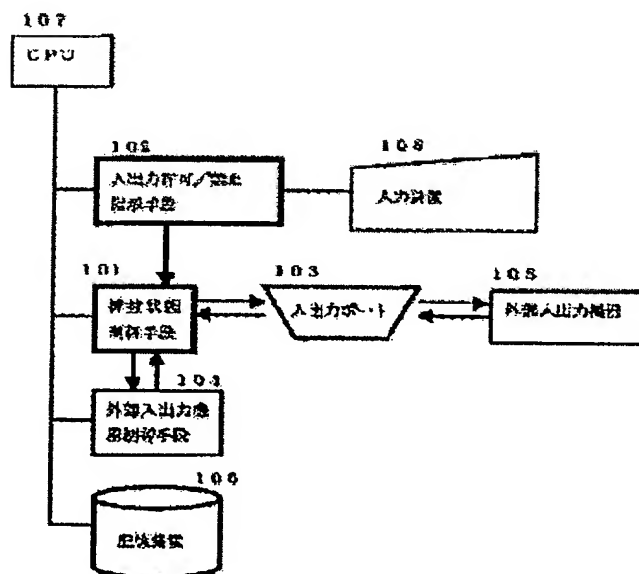 107
CPU
102
108
入出力許可／禁止
指示手段
入力装置
101
103
105
接続状態
制御手段
入出力ポート
外部入出力機器
104
外部入出力機
器制御手段
106
記憶装置